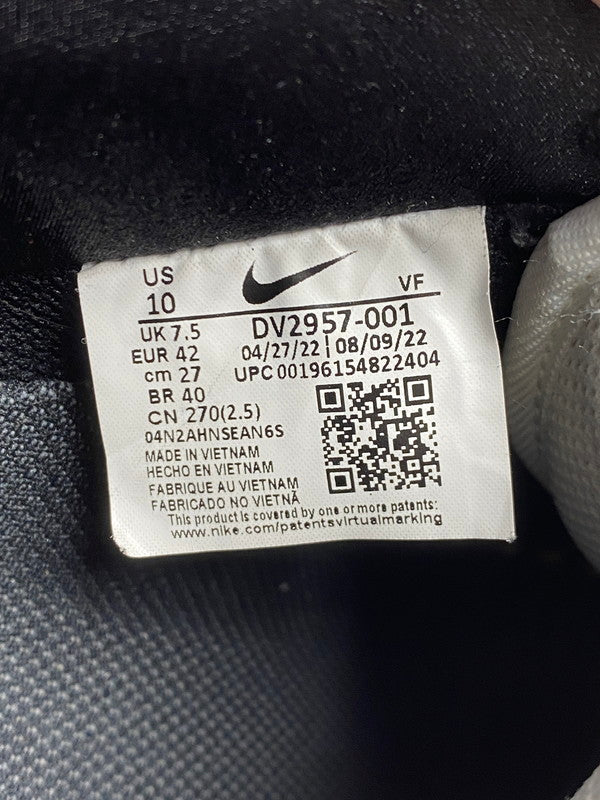 US
10
VF
UK 7.5
DV2957-001
EUR 42
04/27/22 | 08/09/22
cm 27
UPC 00196154822404
BR 40
CN 270(2.5)
04N2AHNSEAN6S
MADE IN VIETNAM
HECHO EN VIETNAM
FABRIQUE AU VIETNAM
FABRICADO NO VIETNÃ
This product is covered by one or more patents:
www.nike.com/patentsvirtualmarking